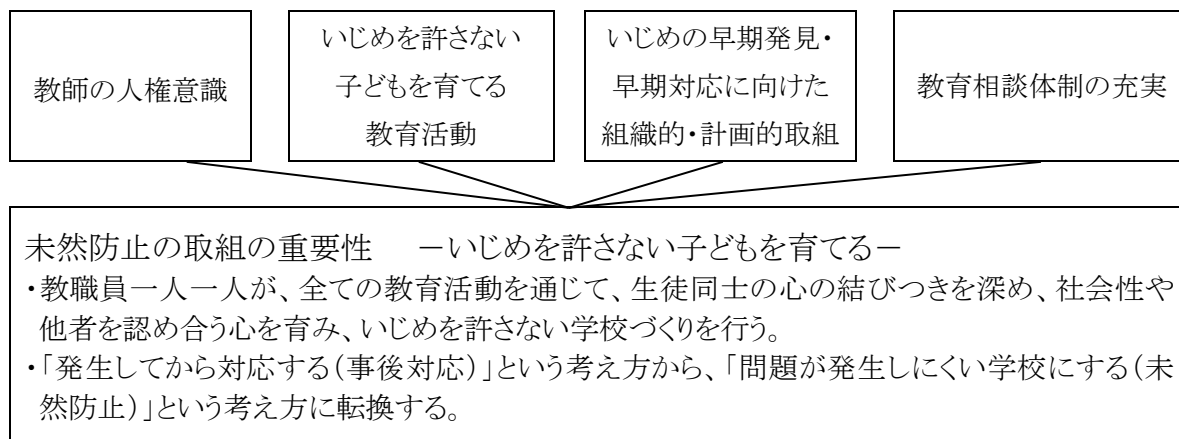 教師の人権意識
いじめを許さない
子どもを育てる
教育活動
いじめの早期発見・
早期対応に向けた
組織的・計画的取組
教育相談体制の充実
未然防止の取組の重要性　－いじめを許さない子どもを育てる－
・教職員一人一人が、全ての教育活動を通じて、生徒同士の心の結びつきを深め、社会性や
他者を認め合う心を育み、いじめを許さない学校づくりを行う。
・「発生してから対応する（事後対応）」という考え方から、「問題が発生しにくい学校にする（未
然防止）」という考え方に転換する。